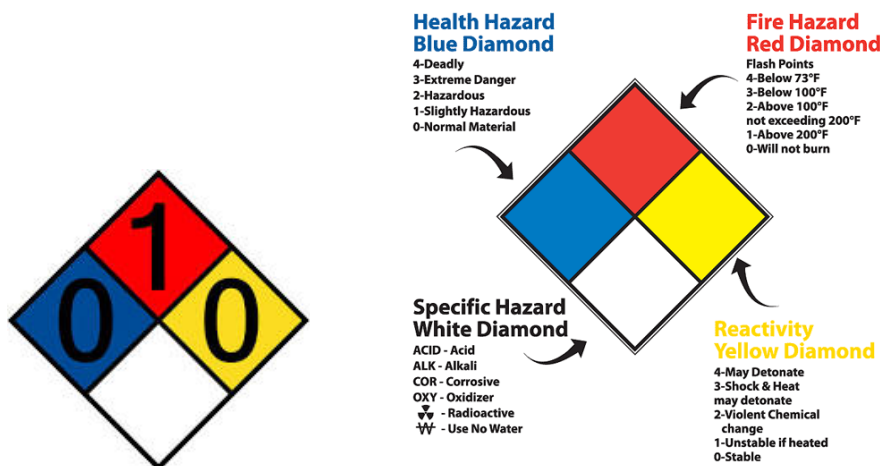 1
0
0
Health Hazard
Blue Diamond
4-Deadly
3-Extreme Danger
2-Hazardous
1-Slightly Hazardous
0-Normal Material
Fire Hazard
Red Diamond
Flash Points
4-Below 73°F
3-Below 100°F
2-Above 100°F
not exceeding 200°F
1-Above 200°F
0-Will not burn
Specific Hazard
White Diamond
ACID - Acid
ALK - Alkali
COR - Corrosive
OXY - Oxidizer
☢ - Radioactive
W - Use No Water
Reactivity
Yellow Diamond
4-May Detonate
3-Shock & Heat
may detonate
2-Violent Chemical
change
1-Unstable if heated
0-Stable